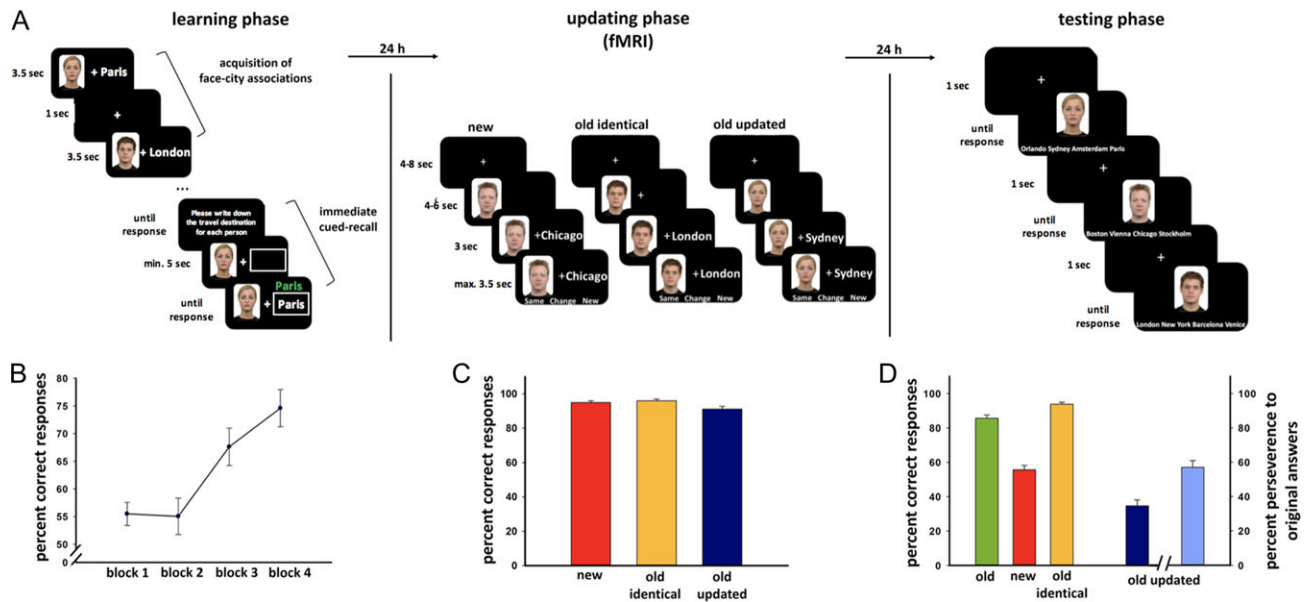 A
learning phase
24 h
updating phase
(fMRI)
24 h
testing phase
3.5 sec
+ Paris
acquisition of
face-city associations
1 sec
+
3.5 sec
+ London
...
until
response
Please write down
the travel destination
for each person
immediate
cued-recall
min. 5 sec
+
Paris
until
response
+ Paris
new
old identical
old updated
4-8 sec
+
+
+
4-6 sec
+
3 sec
+Chicago
+ London
+ Sydney
max. 3.5 sec
+Chicago
+ London
+ Sydney
Same Change New
Same Change New
Same Change New
1 sec
+
until
response
Orlando Sydney Amsterdam Paris
1 sec
+
until
response
Boston Vienna Chicago Stockholm
1 sec
+
until
response
London New York Barcelona Venice
B
percent correct responses
80
75
70
65
60
55
50
0
block 1 block 2 block 3 block 4
C
percent correct responses
100
80
60
40
20
0
new
old
identical
old
updated
D
percent correct responses
100
80
60
40
20
0
old
new
old
identical
old updated
100
80
60
40
20
0
percent perseverence to
original answers